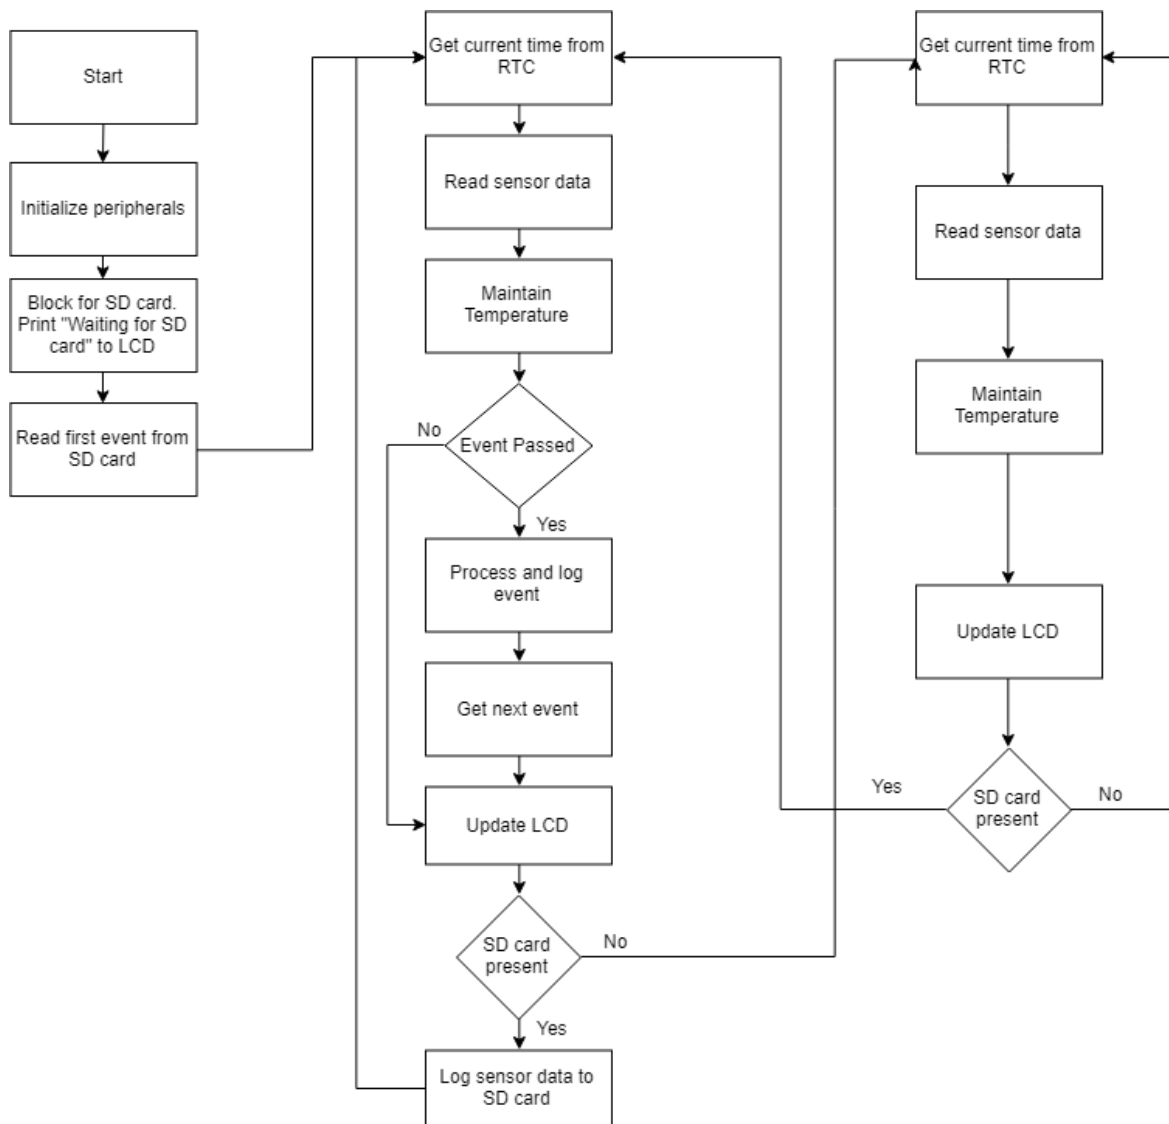 Start
Initialize peripherals
Block for SD card.
Print "Waiting for SD
card" to LCD
Read first event from
SD card
Get current time from
RTC
Read sensor data
Maintain
Temperature
Event Passed
No
Yes
Process and log
event
Get next event
Update LCD
SD card
present
No
Yes
Log sensor data to
SD card
Get current time from
RTC
Read sensor data
Maintain
Temperature
Update LCD
SD card
present
Yes
No